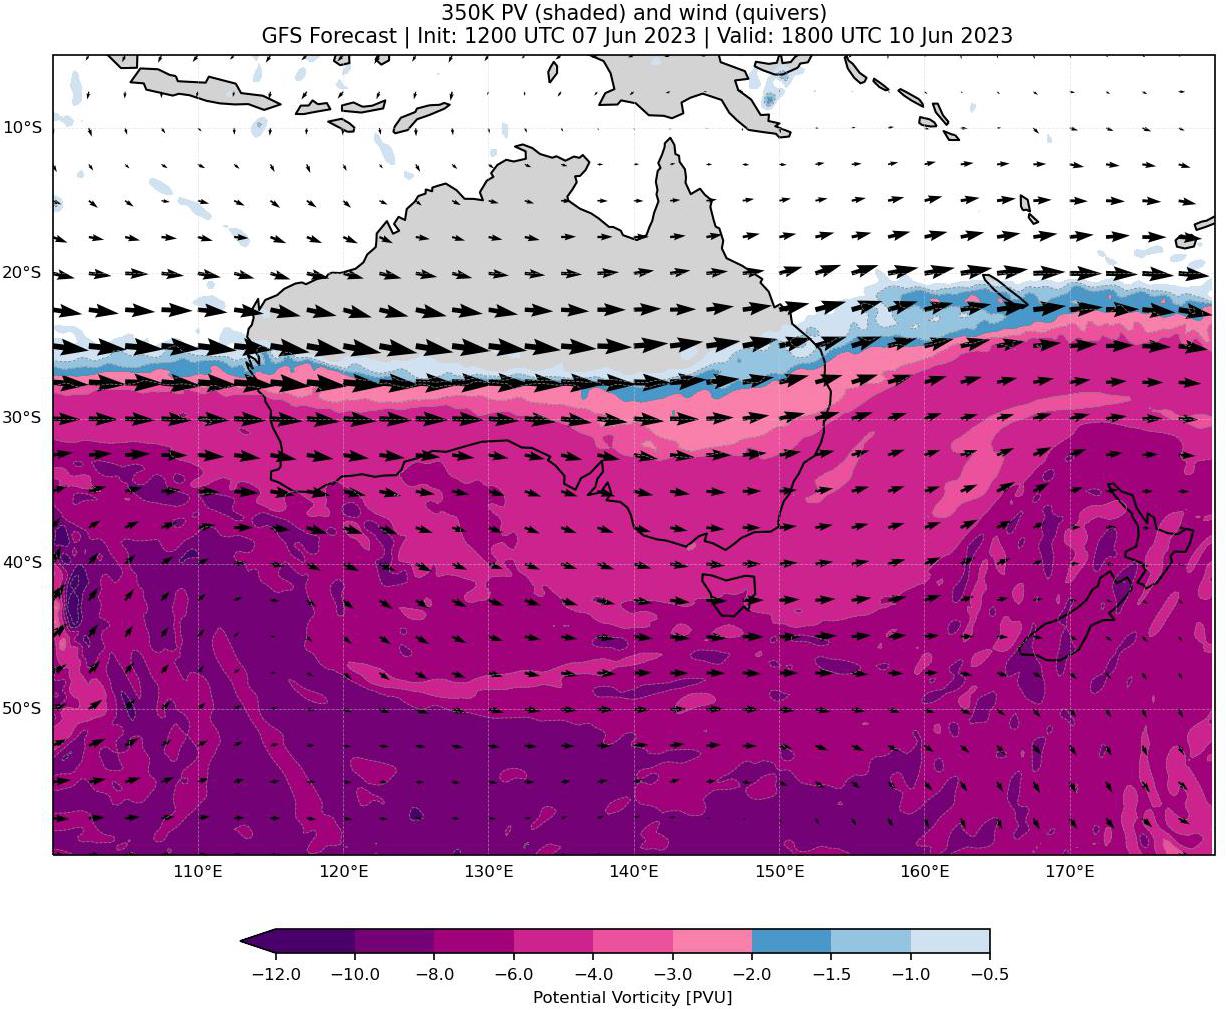 350K PV (shaded) and wind (quivers)
GFS Forecast | Init: 1200 UTC 07 Jun 2023 | Valid: 1800 UTC 10 Jun 2023
10°S
20°S
30°S
40°S
50°S
110°E 120°E 130°E 140°E 150°E 160°E 170°E
−12.0 −10.0 −8.0 −6.0 −4.0 −3.0 −2.0 −1.5 −1.0 −0.5
Potential Vorticity [PVU]